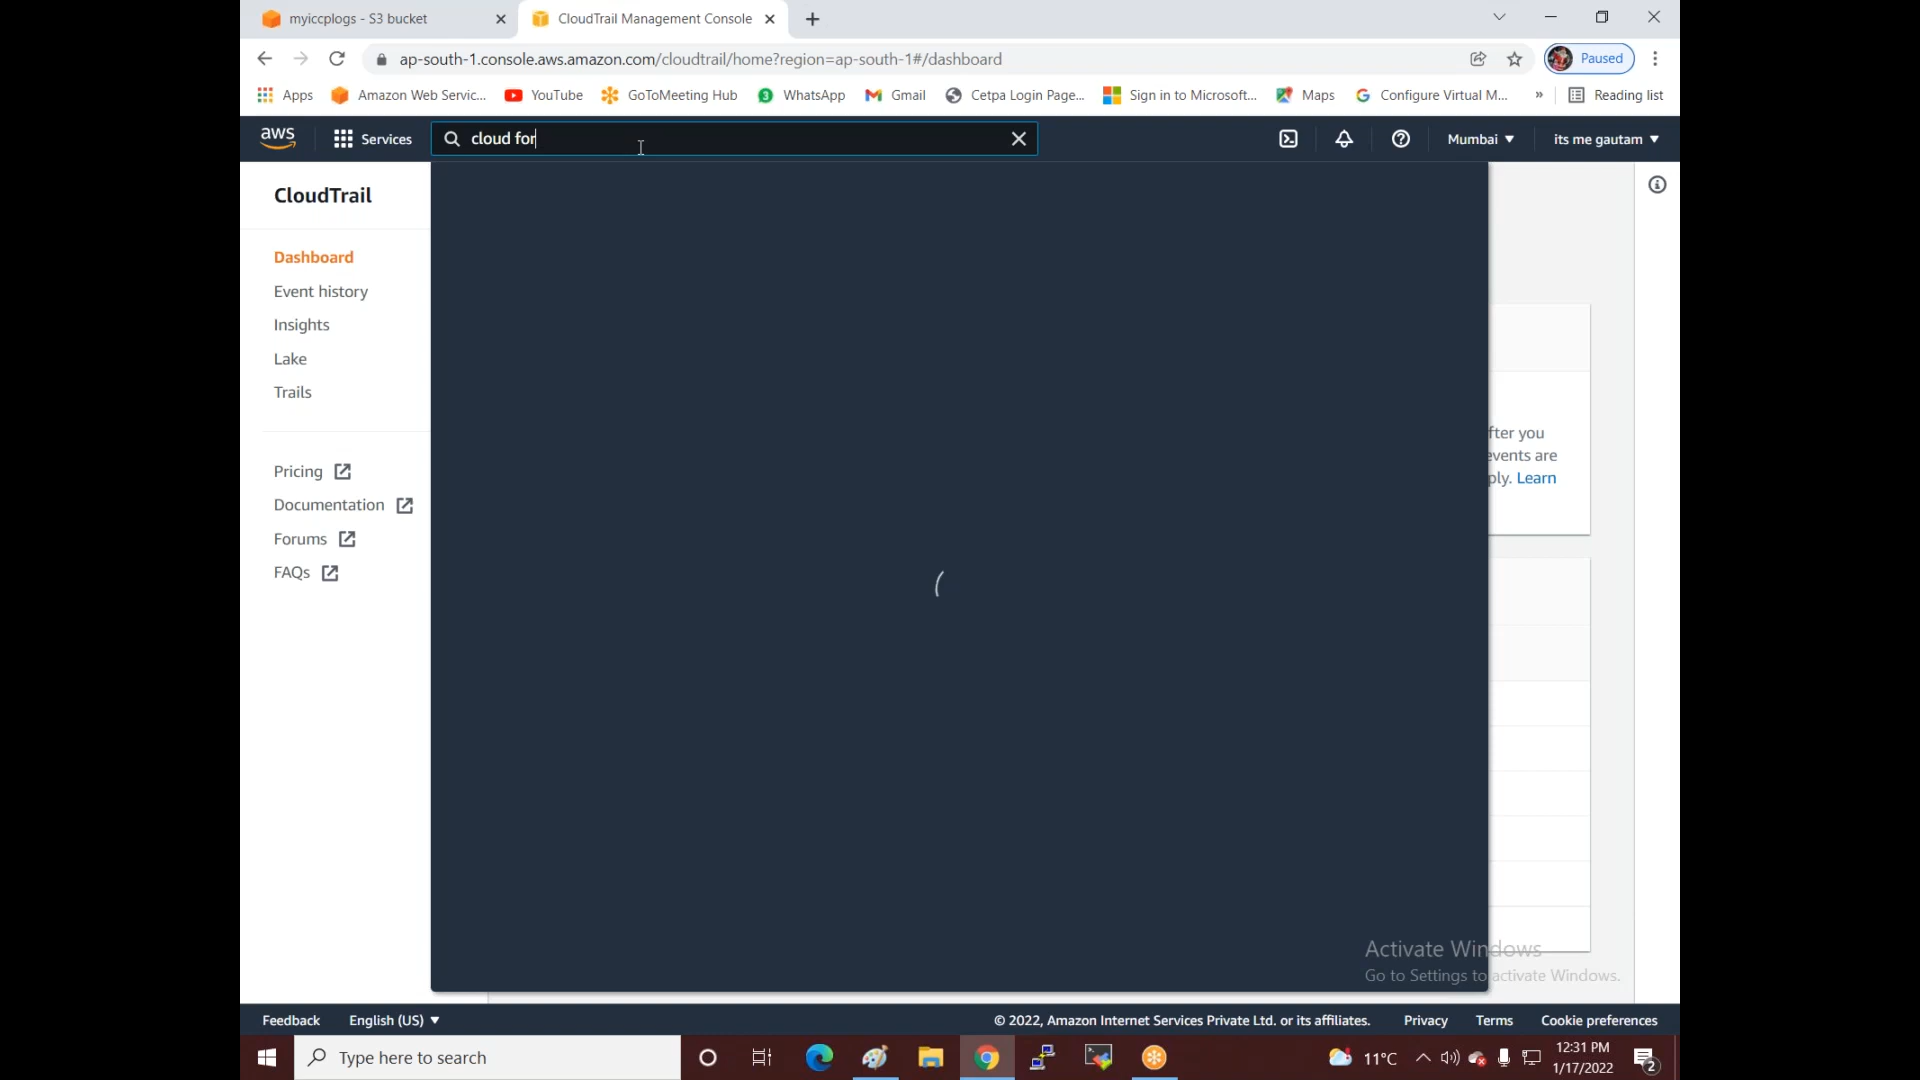 myiccplogs - S3 bucket
CloudTrail Management Console
ap-south-1.console.aws.amazon.com/cloudtrail/home?region=ap-south-1#/dashboard
Paused
Apps
Amazon Web Servic...
YouTube
GoToMeeting Hub
3
WhatsApp
Gmail
Cetpa Login Page...
Sign in to Microsoft...
Maps
Configure Virtual M...
»
Reading list
aws
Services
cloud for
Mumbai
its me gautam
CloudTrail
Dashboard
Event history
Insights
Lake
Trails
Pricing
Documentation
Forums
FAQs
fter you
events are
ply. Learn
Activate Windows
Go to Settings to activate Windows.
Feedback
English (US)
© 2022, Amazon Internet Services Private Ltd. or its affiliates.
Privacy
Terms
Cookie preferences
Type here to search
11°C
12:31 PM
1/17/2022
2